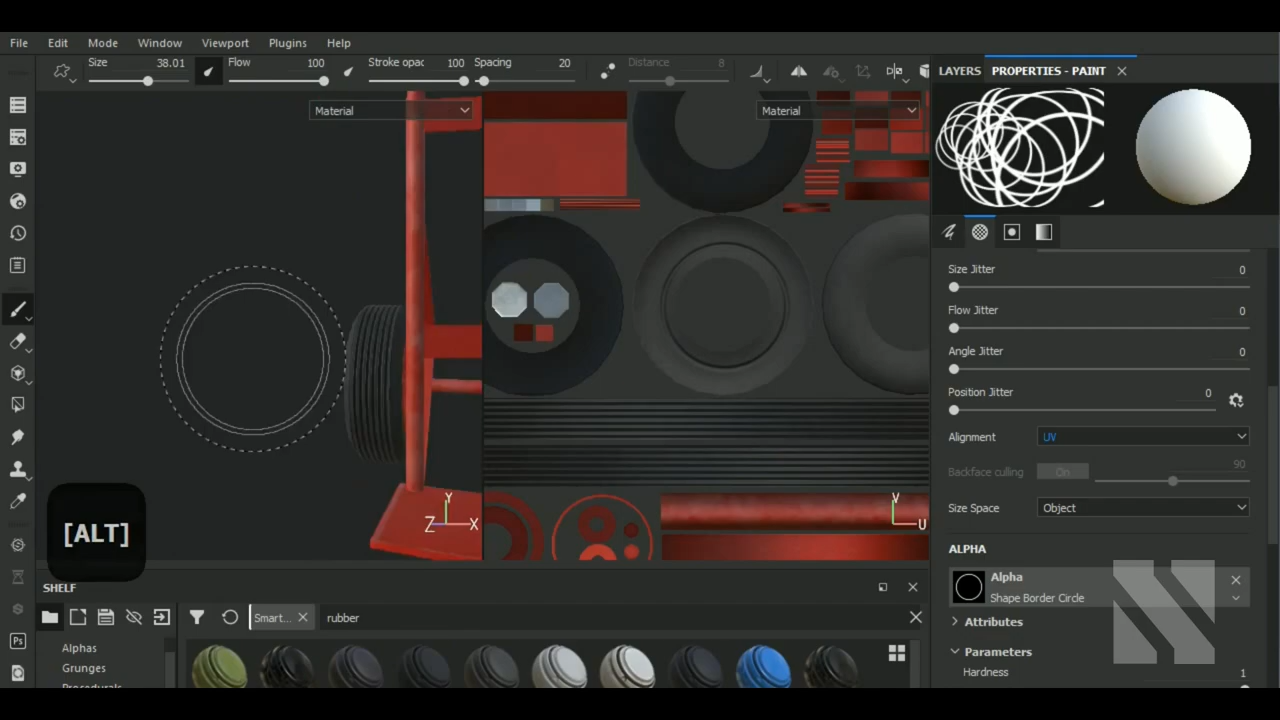 File Edit Mode Window Viewport Plugins Help
Size 38.01 Flow 100 Stroke opac 100 Spacing 20 Distance 8
LAYERS PROPERTIES - PAINT
Material
Material
Size Jitter 0
Flow Jitter 0
Angle Jitter 0
Position Jitter 0
Alignment UV
Backface culling On 90
Size Space Object
ALPHA
Alpha
Shape Border Circle
Attributes
Parameters
Hardness 1
Y
Z X
V
U
[ALT]
SHELF
Smart... rubber
Ps
Alphas
Grunges
Procedurals